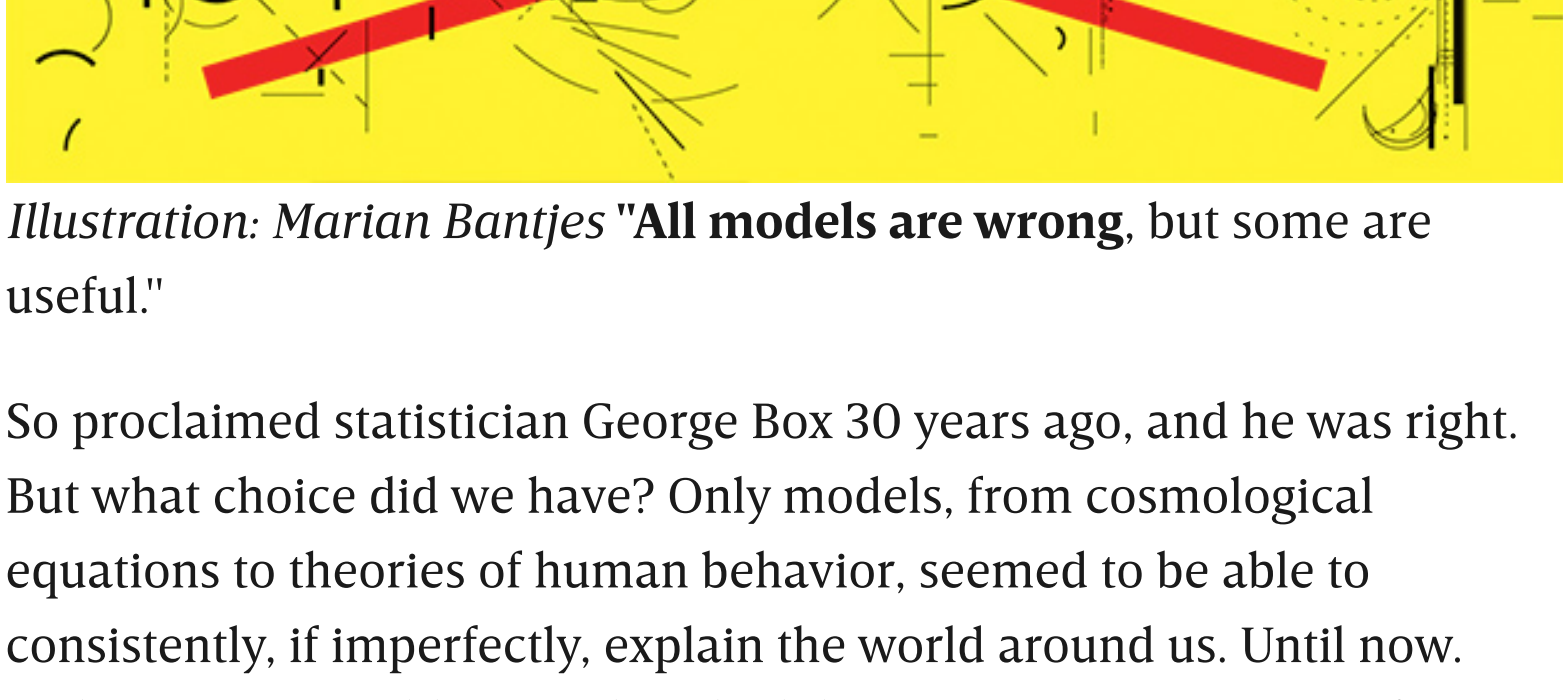 Illustration: Marian Bantjes "All models are wrong, but some are
useful."
So proclaimed statistician George Box 30 years ago, and he was right.
But what choice did we have? Only models, from cosmological
equations to theories of human behavior, seemed to be able to
consistently, if imperfectly, explain the world around us. Until now.